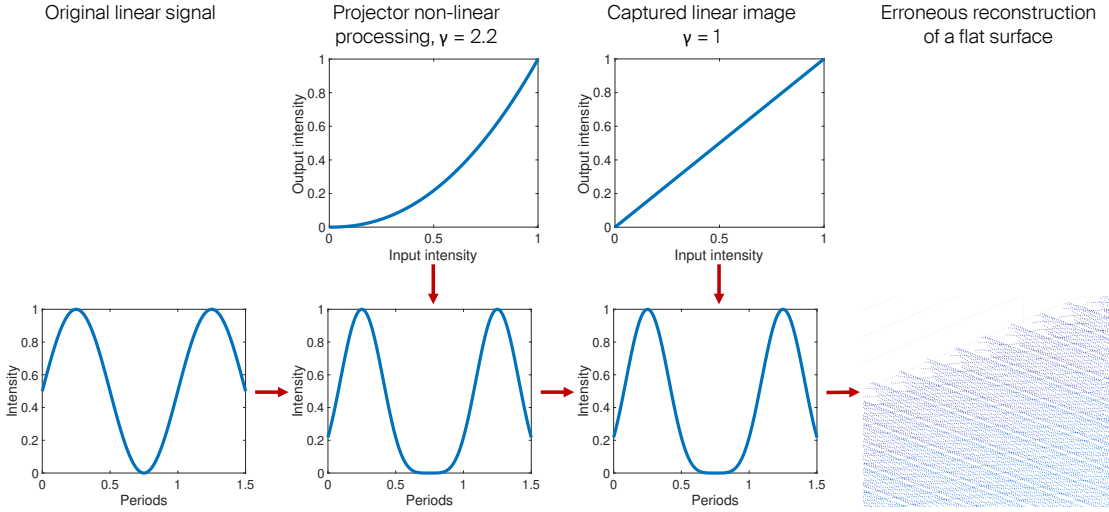 Original linear signal
Projector non-linear
processing, γ = 2.2
Captured linear image
γ = 1
Erroneous reconstruction
of a flat surface
1
0.8
0.6
0.4
0.2
0
Output intensity
0
0.5
1
Input intensity
1
0.8
0.6
0.4
0.2
0
Output intensity
0
0.5
1
Input intensity
1
0.8
0.6
0.4
0.2
0
Intensity
0
0.5
1
1.5
Periods
1
0.8
0.6
0.4
0.2
0
Intensity
0
0.5
1
1.5
Periods
1
0.8
0.6
0.4
0.2
0
Intensity
0
0.5
1
1.5
Periods